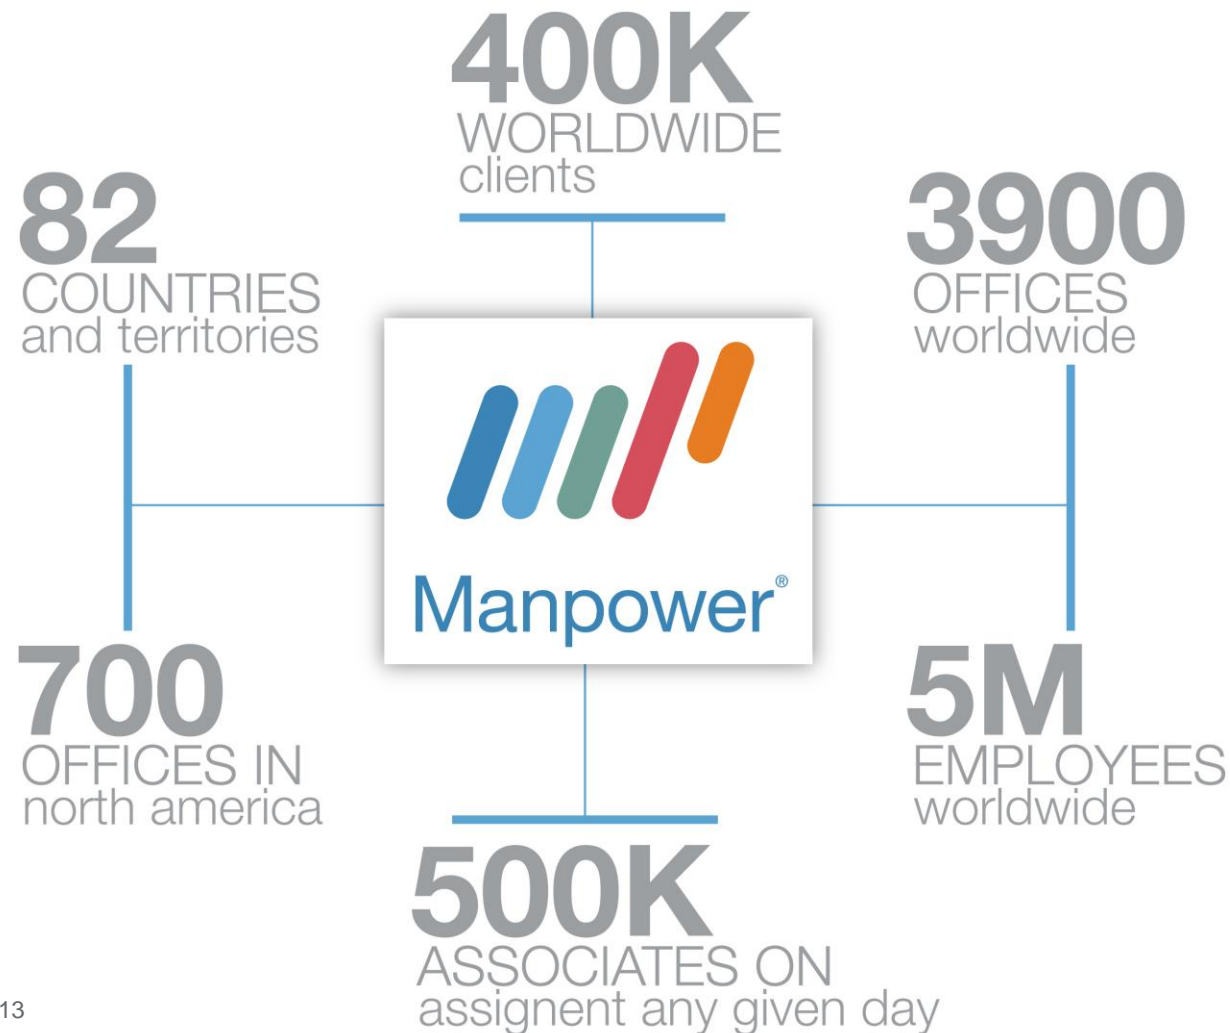 400K
WORLDWIDE
clients
82
COUNTRIES
and territories
3900
OFFICES
worldwide
Manpower®
700
OFFICES IN
north america
5M
EMPLOYEES
worldwide
500K
ASSOCIATES ON
assignent any given day
13